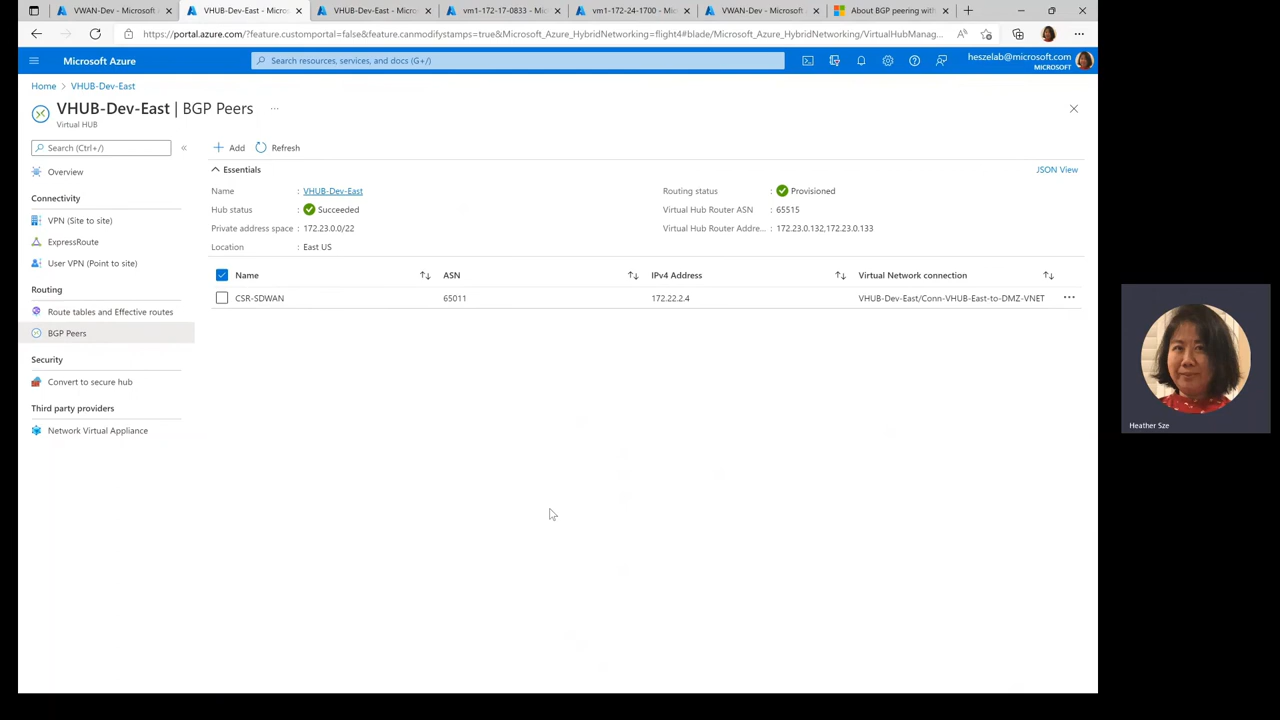 VWAN-Dev - Microsoft A
VHUB-Dev-East - Micros
VHUB-Dev-East - Micros
vm1-172-17-0833 - Mic
vm1-172-24-1700 - Mic
VWAN-Dev - Microsoft A
About BGP peering with
https://portal.azure.com/?feature.customportal=false&feature.canmodifystamps=true&Microsoft_Azure_HybridNetworking=flight4#blade/Microsoft_Azure_HybridNetworking/VirtualHubManag...
Microsoft Azure
Search resources, services, and docs (G+/)
heszelab@microsoft.com
MICROSOFT
Home > VHUB-Dev-East
VHUB-Dev-East | BGP Peers ...
Virtual HUB
Search (Ctrl+/)
«
Add Refresh
Overview
Connectivity
VPN (Site to site)
ExpressRoute
User VPN (Point to site)
Routing
Route tables and Effective routes
BGP Peers
Security
Convert to secure hub
Third party providers
Network Virtual Appliance
Essentials
JSON View
Name : VHUB-Dev-East
Routing status : Provisioned
Hub status : Succeeded
Virtual Hub Router ASN : 65515
Private address space : 172.23.0.0/22
Virtual Hub Router Addre... : 172.23.0.132,172.23.0.133
Location : East US
Name ASN IPv4 Address Virtual Network connection
CSR-SDWAN 65011 172.22.2.4 VHUB-Dev-East/Conn-VHUB-East-to-DMZ-VNET ...
Heather Sze